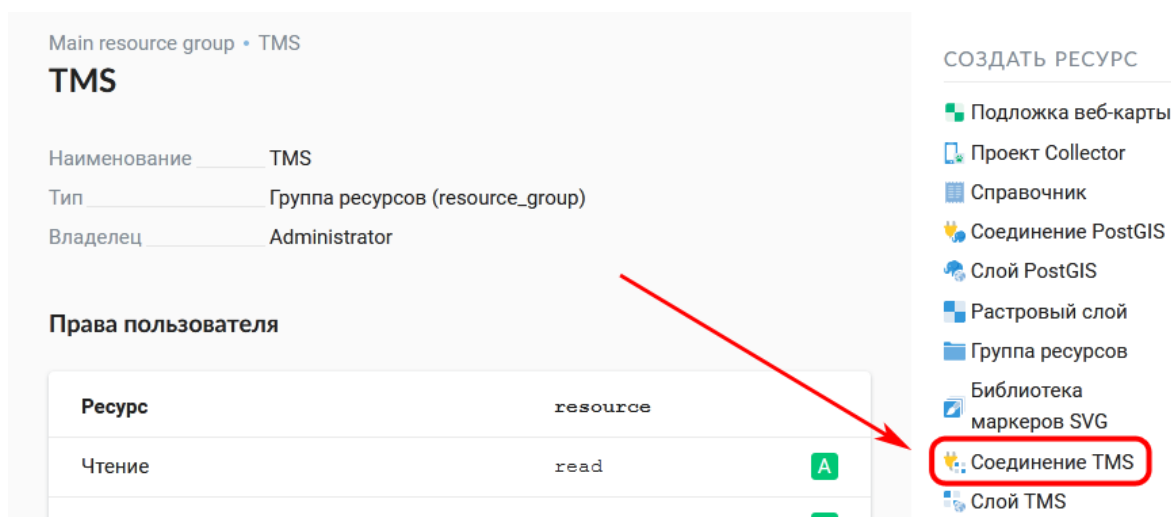 Main resource group • TMS
TMS
Наименование TMS
Тип Группа ресурсов (resource_group)
Владелец Administrator
Права пользователя
Ресурс resource
Чтение read A
СОЗДАТЬ РЕСУРС
Подложка веб-карты
Проект Collector
Справочник
Соединение PostGIS
Слой PostGIS
Растровый слой
Группа ресурсов
Библиотека
маркеров SVG
Соединение TMS
Слой TMS